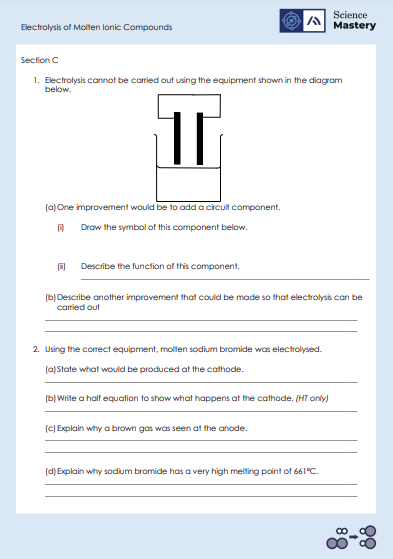 Electrolysis of Molten Ionic Compounds
Science
Mastery
Section C
1. Electrolysis cannot be carried out using the equipment shown in the diagram
below.
(a) One improvement would be to add a circuit component.
(i) Draw the symbol of this component below.
(ii) Describe the function of this component.
(b) Describe another improvement that could be made so that electrolysis can be
carried out
2. Using the correct equipment, molten sodium bromide was electrolysed.
(a) State what would be produced at the cathode.
(b) Write a half equation to show what happens at the cathode. (HT only)
(c) Explain why a brown gas was seen at the anode.
(d) Explain why sodium bromide has a very high melting point of 661°C.